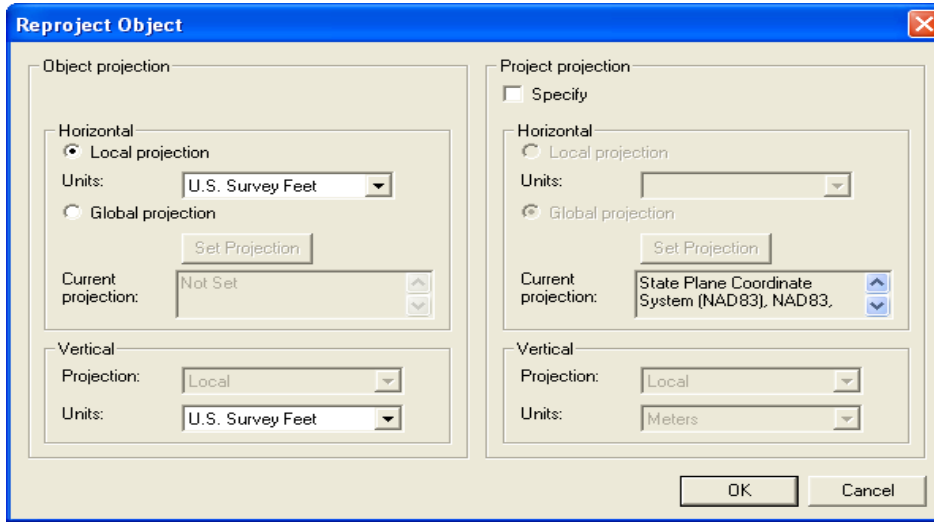 Reproject Object
Object projection
Horizontal
Local projection
Units:
U.S. Survey Feet
Global projection
Set Projection
Current
projection:
Not Set
Vertical
Projection:
Local
Units:
U.S. Survey Feet
Project projection
Specify
Horizontal
Local projection
Units:
Global projection
Set Projection
Current
projection:
State Plane Coordinate
System (NAD83), NAD83,
Vertical
Projection:
Local
Units:
Meters
OK
Cancel